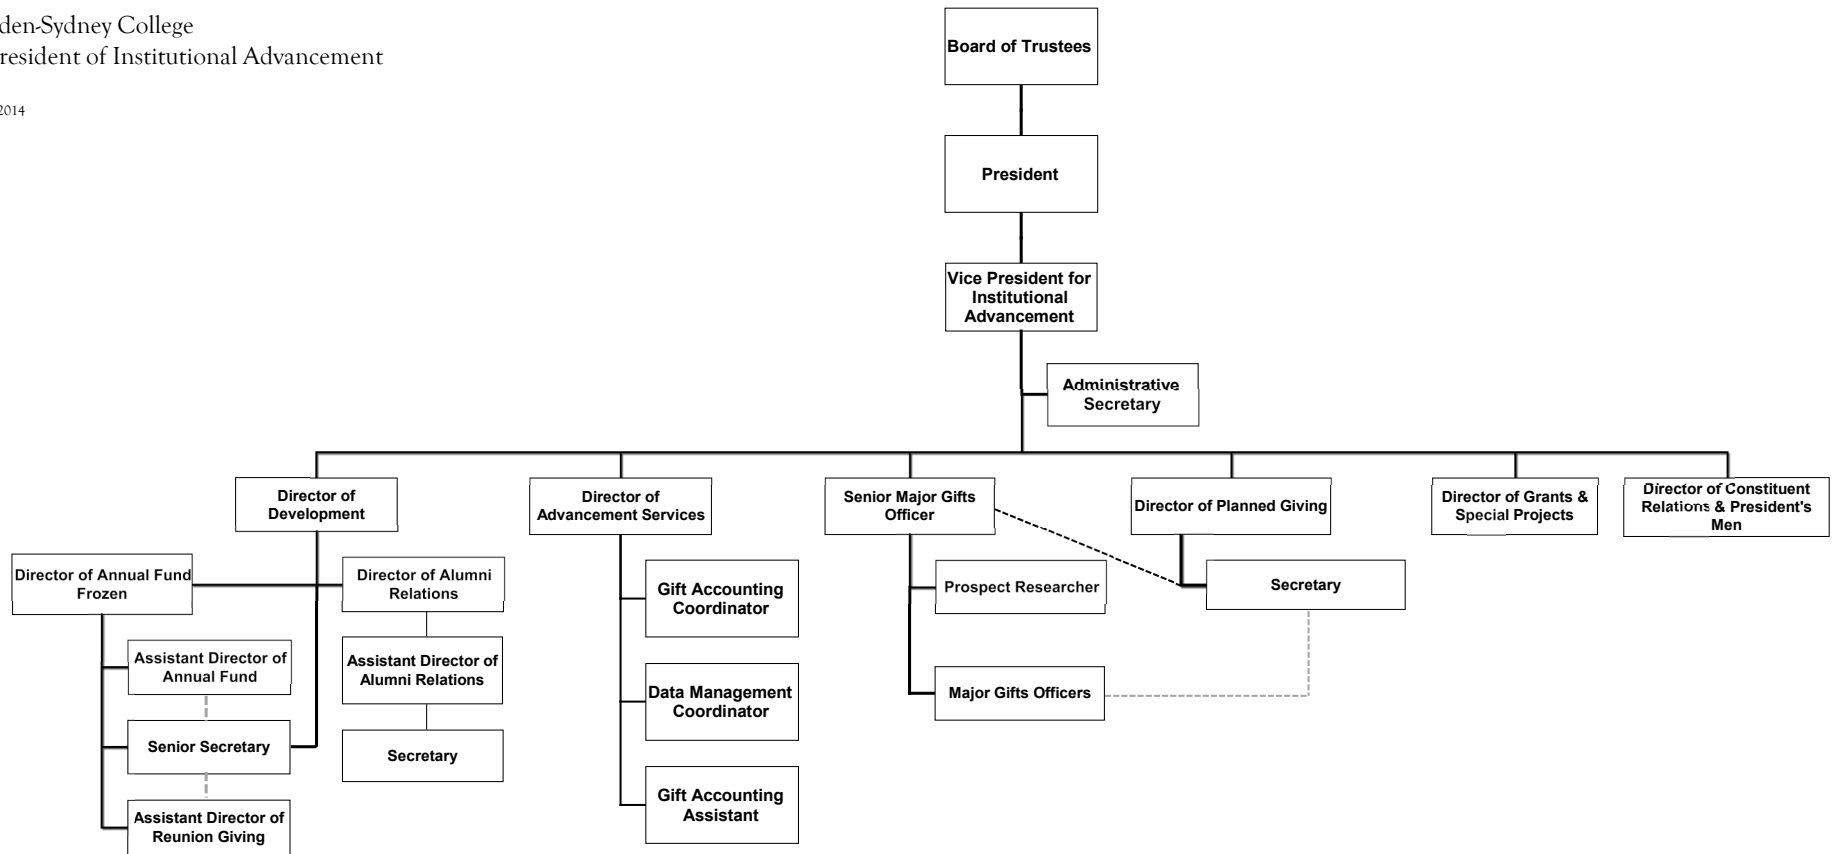 den-Sydney College
resident of Institutional Advancement
2014
Board of Trustees
President
Vice President for
Institutional
Advancement
Administrative
Secretary
Director of
Development
Director of
Advancement Services
Senior Major Gifts
Officer
Director of Planned Giving
Director of Grants &
Special Projects
Director of Constituent
Relations & President's
Men
Director of Annual Fund
Frozen
Director of Alumni
Relations
Gift Accounting
Coordinator
Prospect Researcher
Secretary
Assistant Director of
Annual Fund
Assistant Director of
Alumni Relations
Data Management
Coordinator
Major Gifts Officers
Senior Secretary
Secretary
Gift Accounting
Assistant
Assistant Director of
Reunion Giving